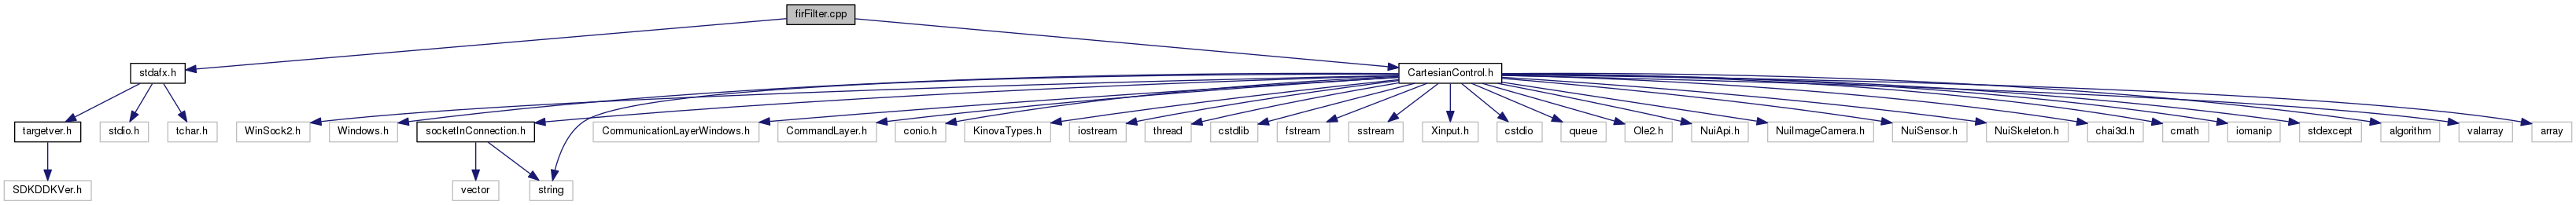 firFilter.cpp
stdafx.h
CartesianControl.h
targetver.h
stdio.h
tchar.h
WinSock2.h
Windows.h
socketInConnection.h
CommunicationLayerWindows.h
CommandLayer.h
conio.h
KinovaTypes.h
iostream
thread
cstdlib
fstream
sstream
Xinput.h
cstdio
queue
Ole2.h
NuiApi.h
NuiImageCamera.h
NuiSensor.h
NuiSkeleton.h
chai3d.h
cmath
iomanip
stdexcept
algorithm
valarray
array
SDKDDKVer.h
vector
string